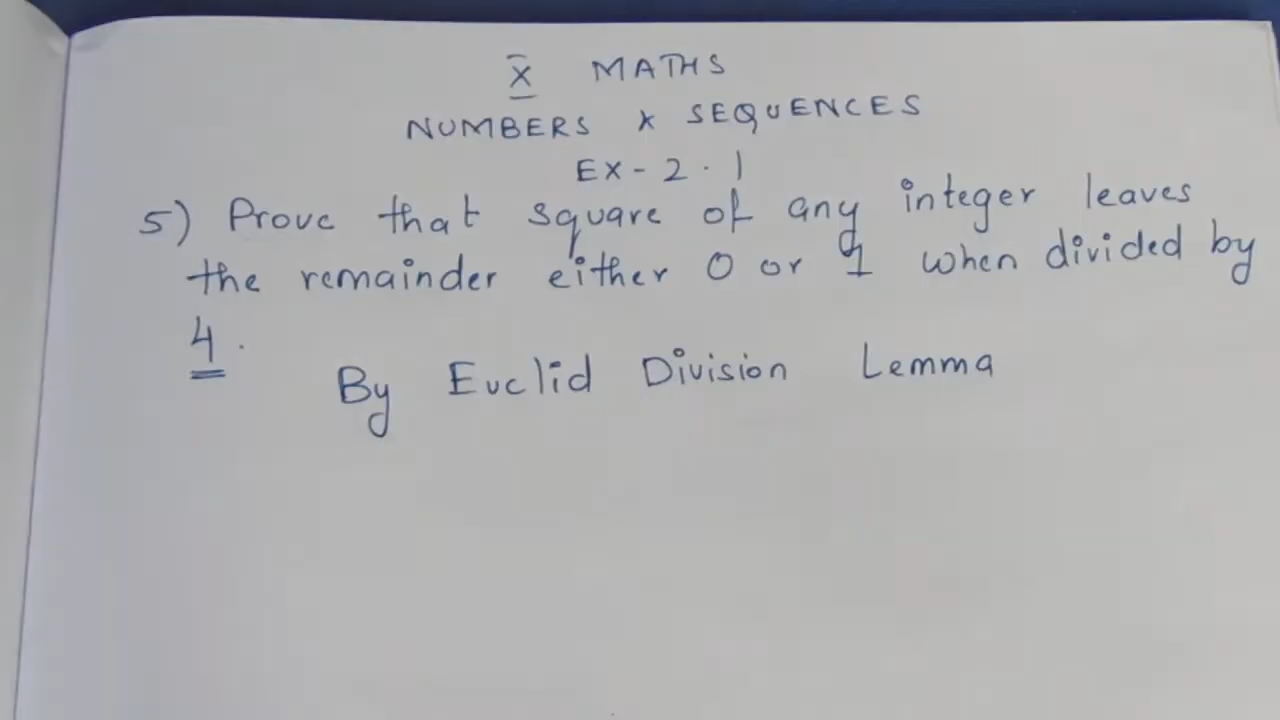 X MATHS
NUMBERS & SEQUENCES
EX-2.1
5) Prove that square of any integer leaves
the remainder either 0 or 1 when divided by
4.
By Euclid Division Lemma